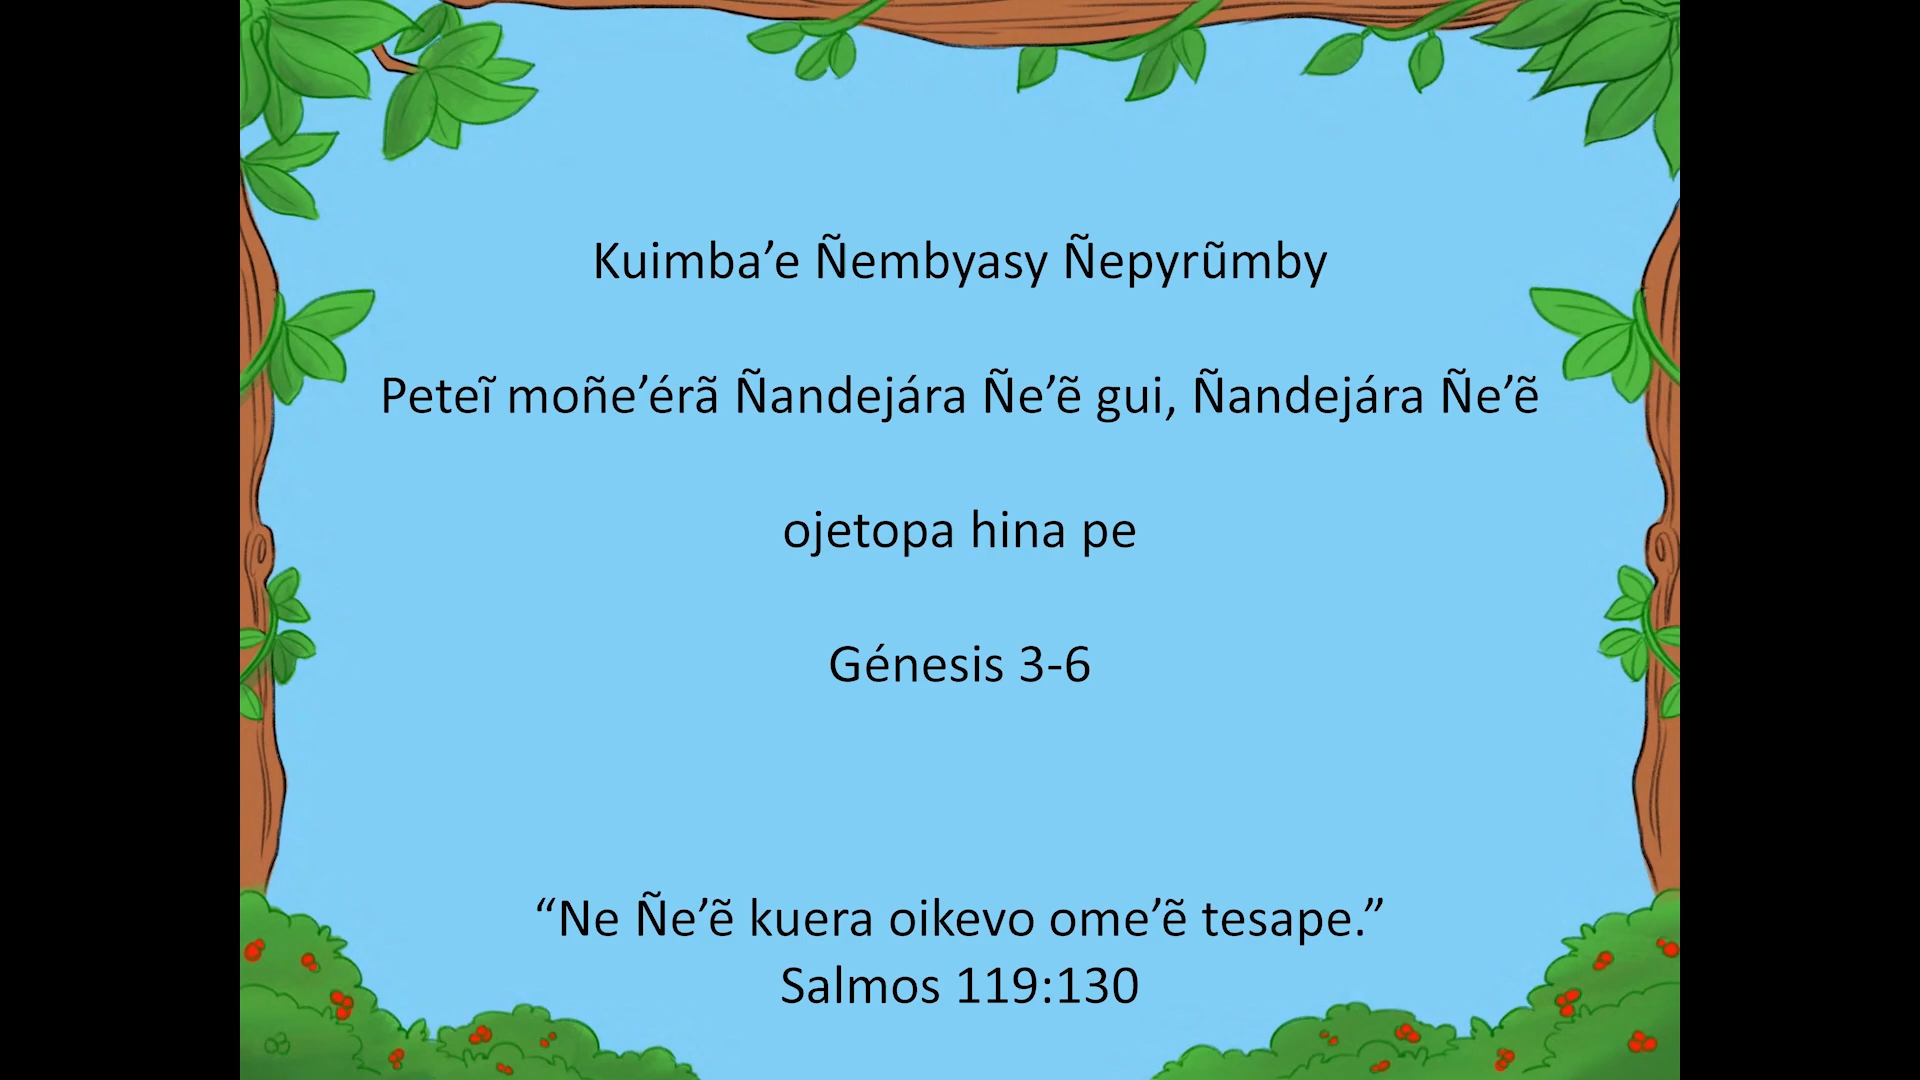 Kuimba’e Ñembyasy Ñepyrũmby
Peteĩ moñe’érã Ñandejára Ñe’ẽ gui, Ñandejára Ñe’ẽ
ojetopa hina pe
Génesis 3-6
“Ne Ñe’ẽ kuera oikevo ome’ẽ tesape.”
Salmos 119:130